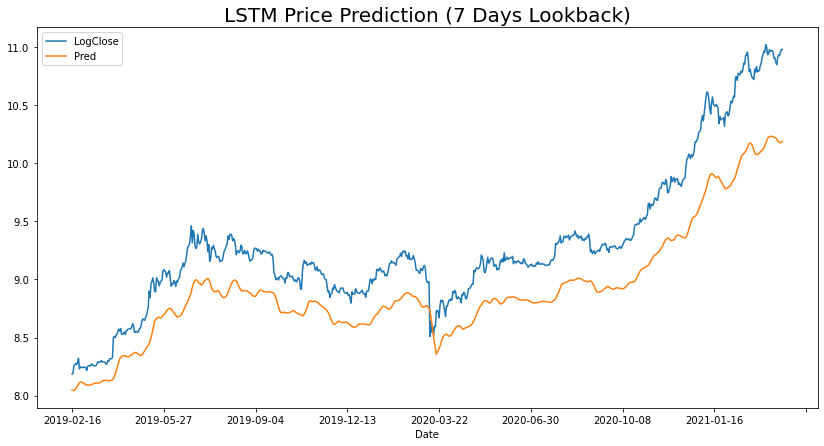 LSTM Price Prediction (7 Days Lookback)
LogClose
Pred
11.0
10.5
10.0
9.5
9.0
8.5
8.0
2019-02-16 2019-05-27 2019-09-04 2019-12-13 2020-03-22 2020-06-30 2020-10-08 2021-01-16
Date